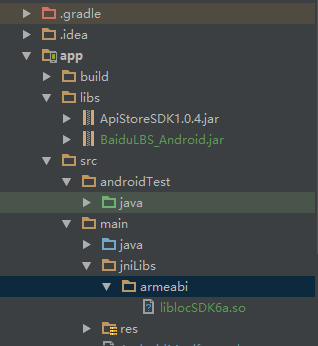 .gradle
.idea
app
build
libs
ApiStoreSDK1.0.4.jar
BaiduLBS_Android.jar
src
androidTest
java
main
java
jniLibs
armeabi
liblocSDK6a.so
res